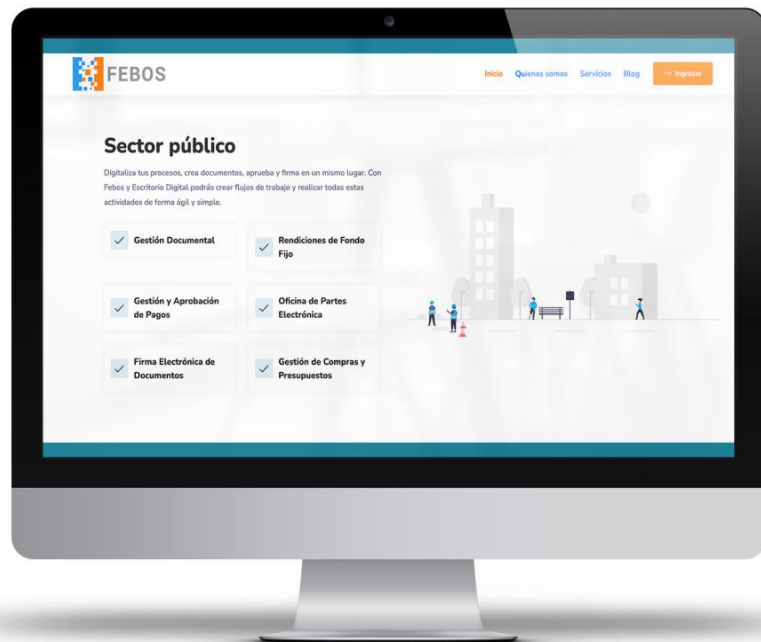 FEBOS
Inicio Quienes somos Servicios Blog → Ingresar
Sector público
Digitaliza tus procesos, crea documentos, aprueba y firma en un mismo lugar. Con
Febos y Escritorio Digital podrás crear flujos de trabajo y realizar todas estas
actividades de forma ágil y simple.
Gestión Documental
Rendiciones de Fondo
Fijo
Gestión y Aprobación
de Pagos
Oficina de Partes
Electrónica
Firma Electrónica de
Documentos
Gestión de Compras y
Presupuestos